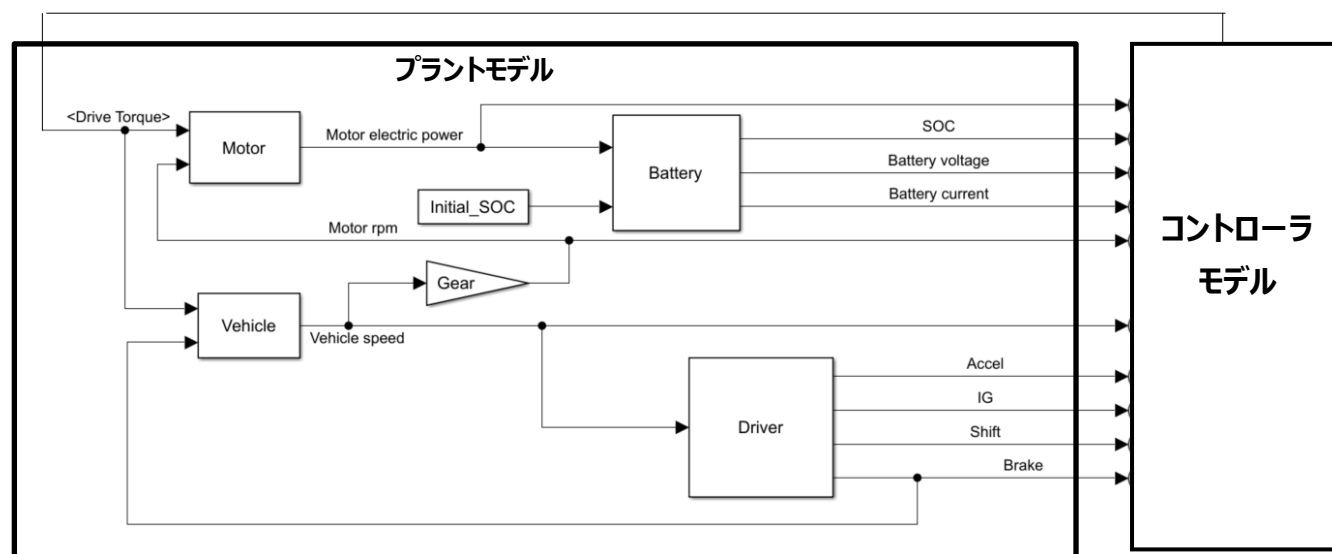 プラントモデル
<Drive Torque>
Motor
Motor electric power
SOC
Battery
Battery voltage
Initial_SOC
Battery current
Motor rpm
コントローラ
モデル
Gear
Vehicle
Vehicle speed
Accel
IG
Driver
Shift
Brake